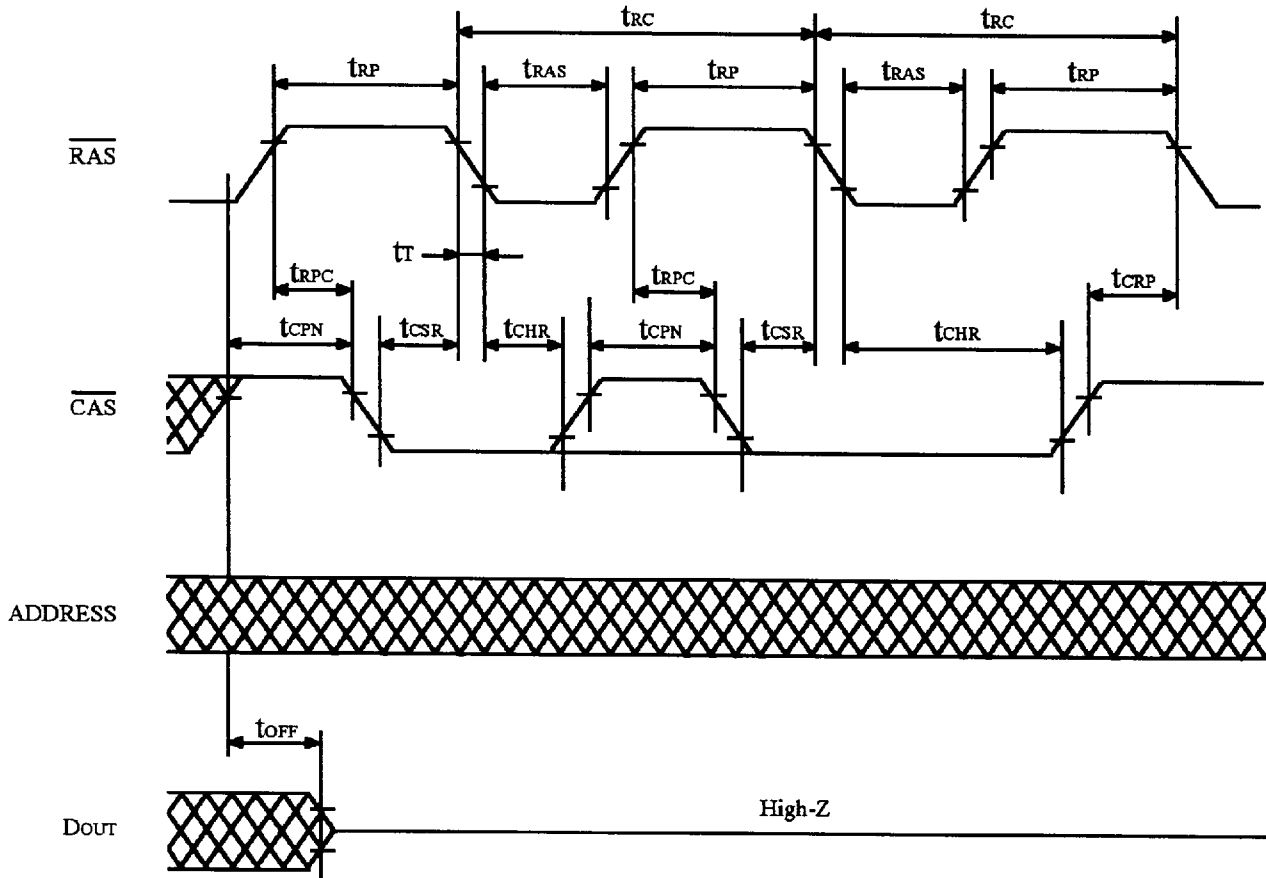 tRC tRC
tRP tRAS tRP tRAS tRP
RAS
tT
tRPC tRPC tCRP
tCPN tCSR tCHR tCPN tCSR tCHR
CAS
ADDRESS
tOFF
High-Z
DOUT